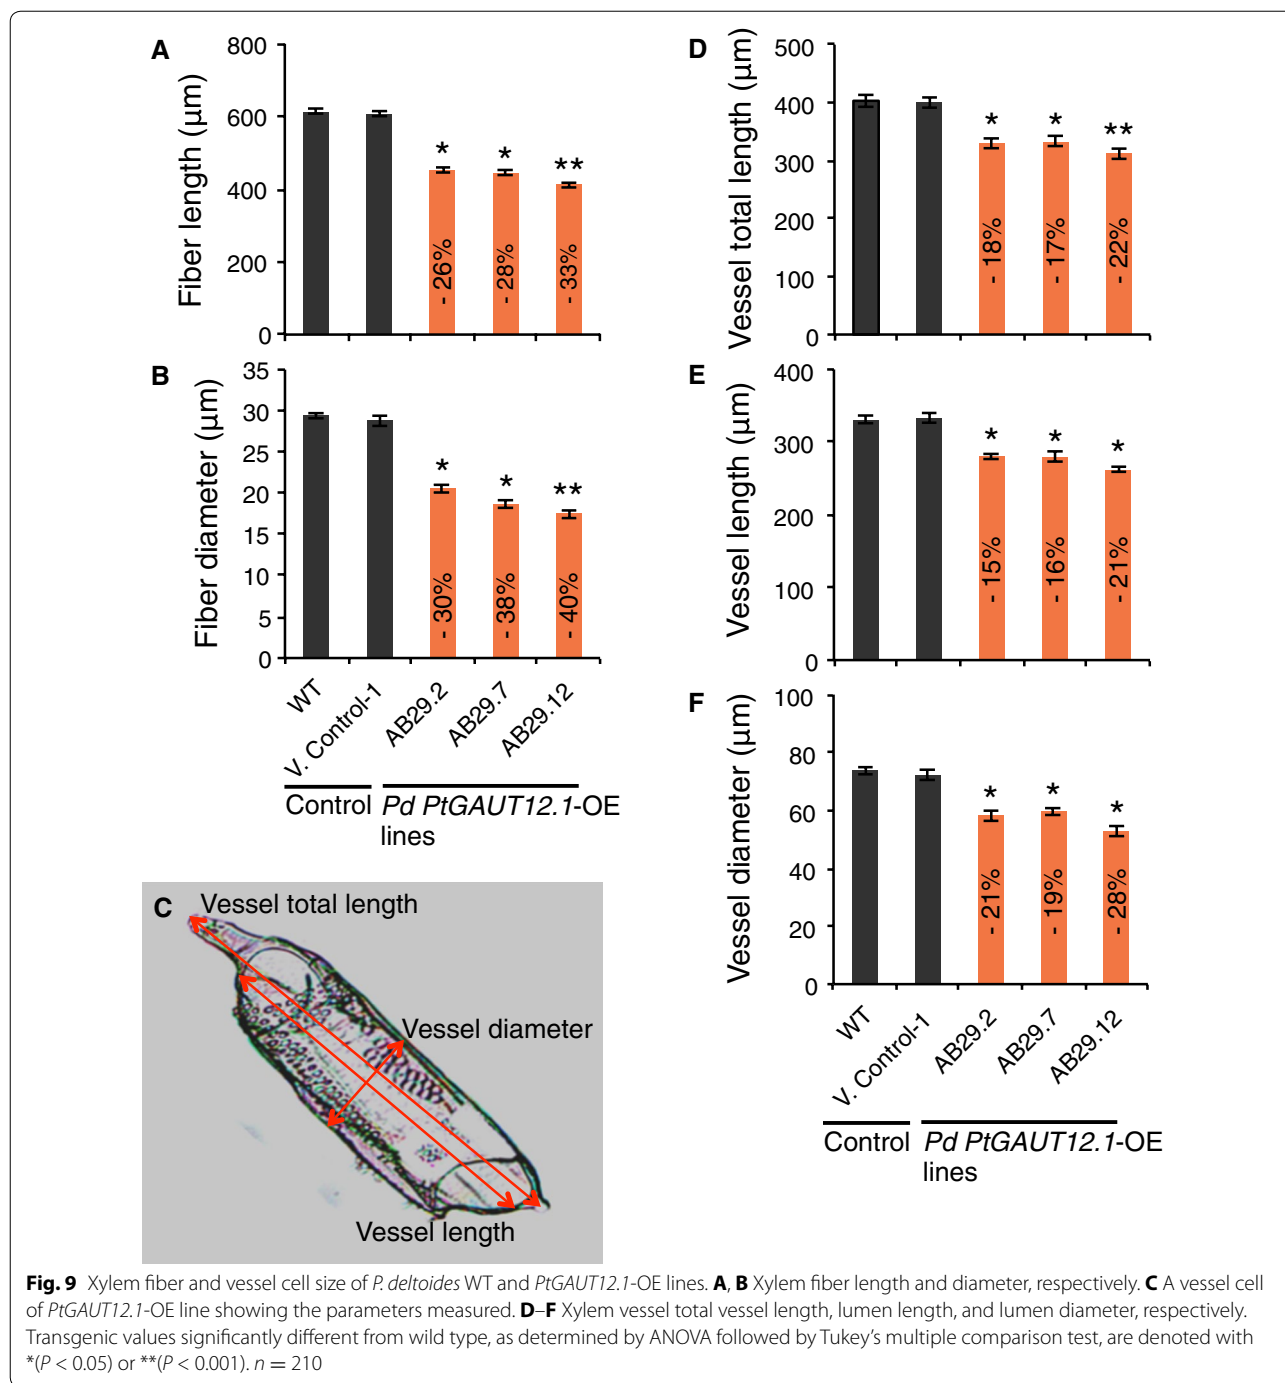 A
Fiber length (µm)
800
600
400
200
0
*
*
**
- 26%
- 28%
- 33%
B
Fiber diameter (µm)
35
30
25
20
15
10
5
0
*
*
**
- 30%
- 38%
- 40%
WT
V. Control-1
AB29.2
AB29.7
AB29.12
Control
Pd PtGAUT12.1-OE
lines
C
Vessel total length
Vessel diameter
Vessel length
D
Vessel total length (µm)
500
400
300
200
100
0
*
*
**
- 18%
- 17%
- 22%
E
Vessel length (µm)
400
300
200
100
0
*
*
*
- 15%
- 16%
- 21%
F
Vessel diameter (µm)
100
80
60
40
20
0
*
*
*
- 21%
- 19%
- 28%
WT
V. Control-1
AB29.2
AB29.7
AB29.12
Control
Pd PtGAUT12.1-OE
lines
Fig. 9 Xylem fiber and vessel cell size of P. deltoides WT and PtGAUT12.1-OE lines. A, B Xylem fiber length and diameter, respectively. C A vessel cell
of PtGAUT12.1-OE line showing the parameters measured. D–F Xylem vessel total vessel length, lumen length, and lumen diameter, respectively.
Transgenic values significantly different from wild type, as determined by ANOVA followed by Tukey's multiple comparison test, are denoted with
*(P < 0.05) or **(P < 0.001). n = 210